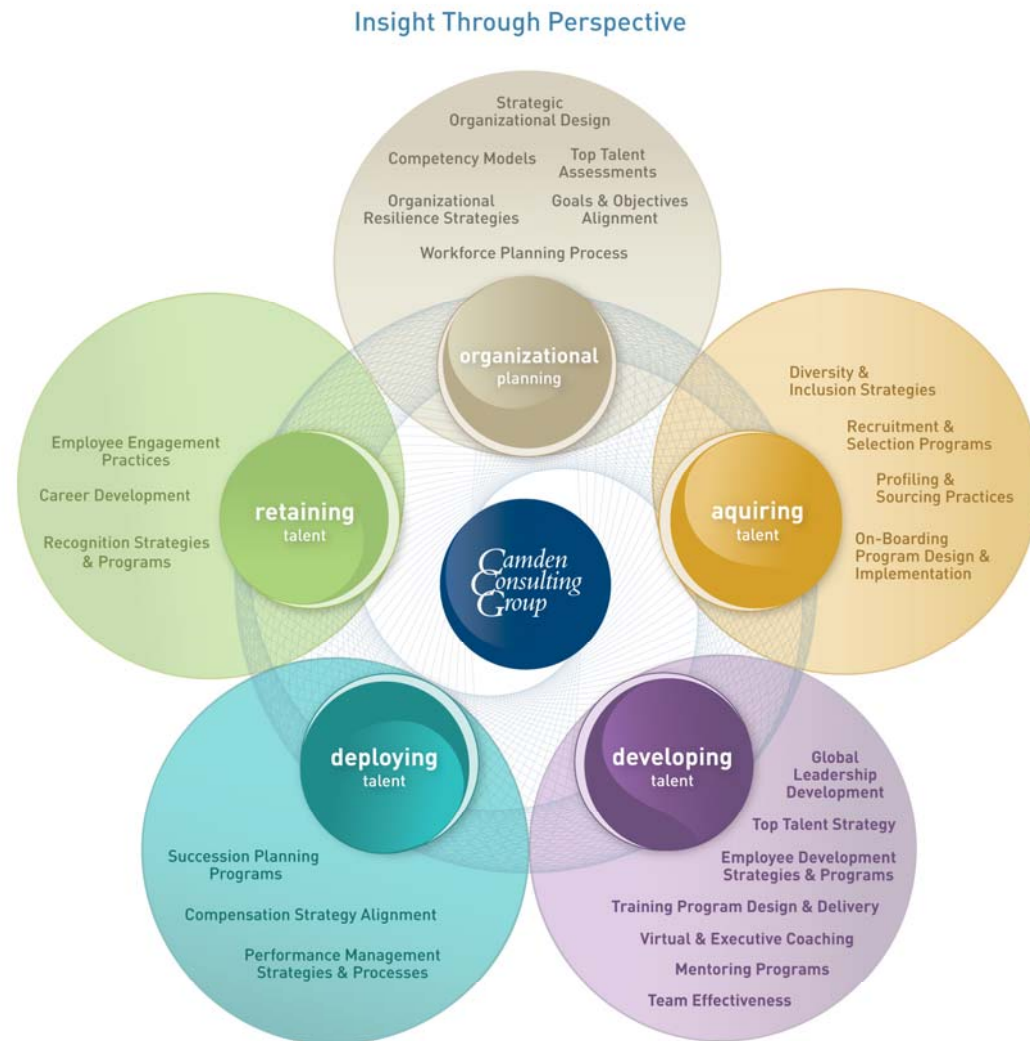 Insight Through Perspective
Strategic
Organizational Design
Competency Models
Top Talent
Assessments
Organizational
Resilience Strategies
Goals & Objectives
Alignment
Workforce Planning Process
organizational
planning
Diversity &
Inclusion Strategies
Recruitment &
Selection Programs
Profiling &
Sourcing Practices
On-Boarding
Program Design &
Implementation
aquiring
talent
Global
Leadership
Development
Top Talent Strategy
Employee Development
Strategies & Programs
Training Program Design & Delivery
Virtual & Executive Coaching
Mentoring Programs
Team Effectiveness
developing
talent
deploying
talent
Succession Planning
Programs
Compensation Strategy Alignment
Performance Management
Strategies & Processes
Employee Engagement
Practices
Career Development
Recognition Strategies
& Programs
retaining
talent
Camden
Consulting
Group